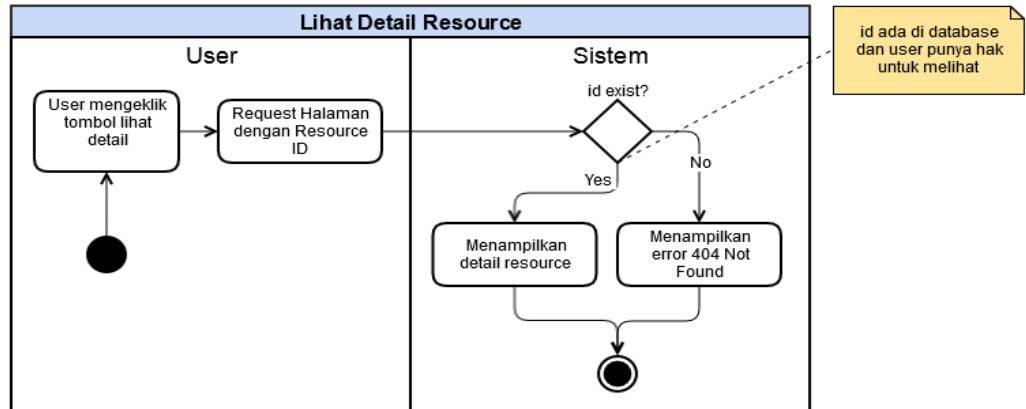 Lihat Detail Resource
User
Sistem
id ada di database
dan user punya hak
untuk melihat
id exist?
User mengeklik
tombol lihat
detail
Request Halaman
dengan Resource
ID
Yes
No
Menampilkan
detail resource
Menampilkan
error 404 Not
Found